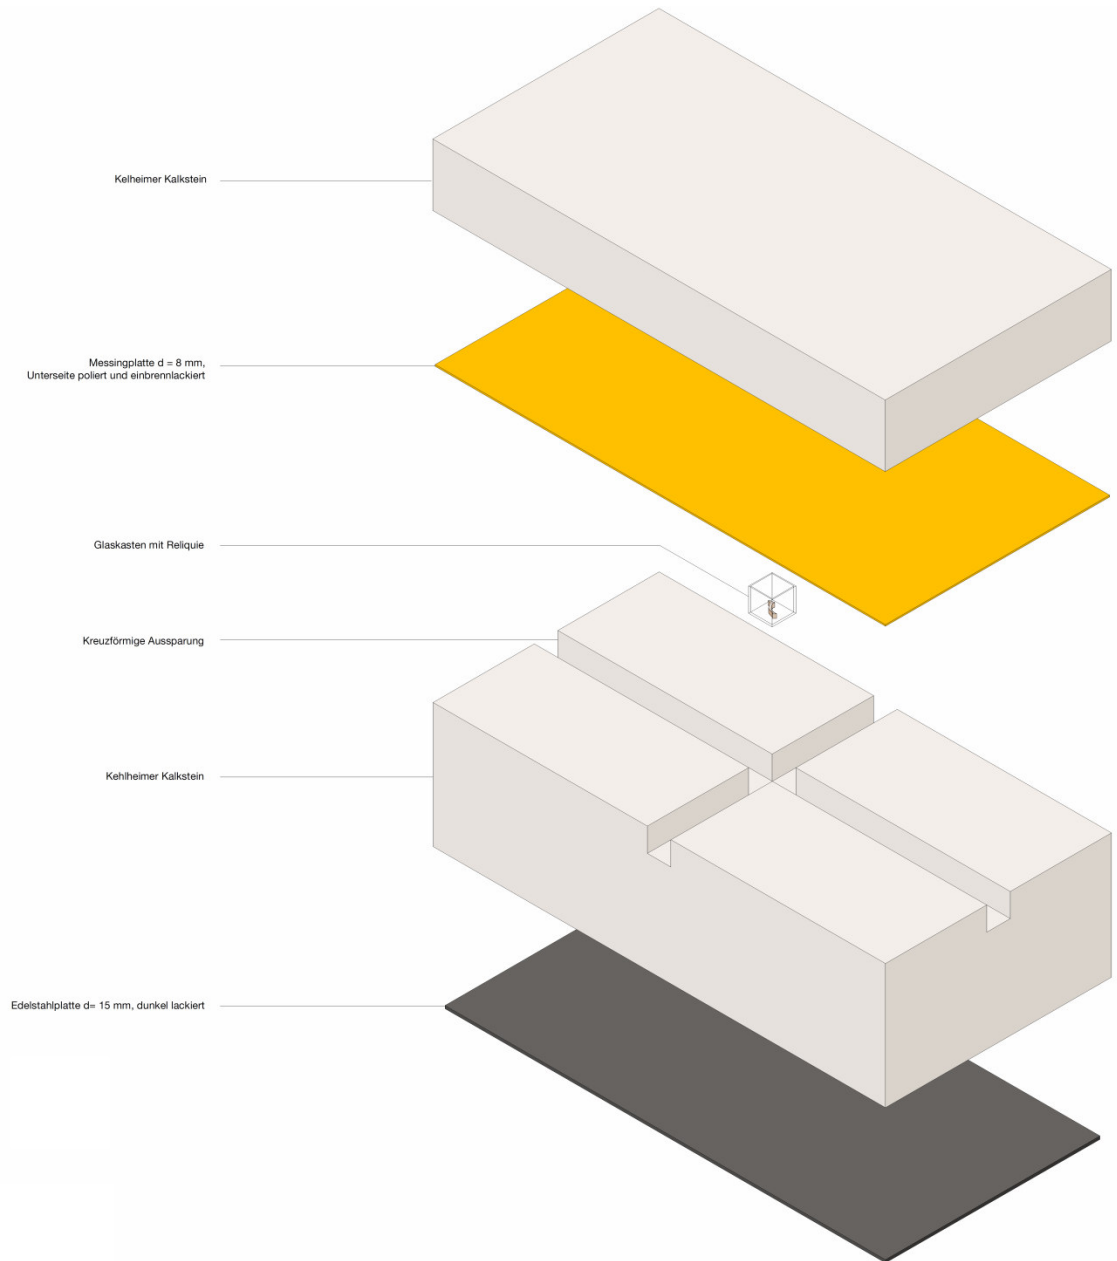 Kelheimer Kalkstein
Messingplatte d = 8 mm,
Unterseite poliert und einbrennlackiert
Glaskasten mit Reliquie
Kreuzförmige Aussparung
Kehlheimer Kalkstein
Edelstahlplatte d= 15 mm, dunkel lackiert